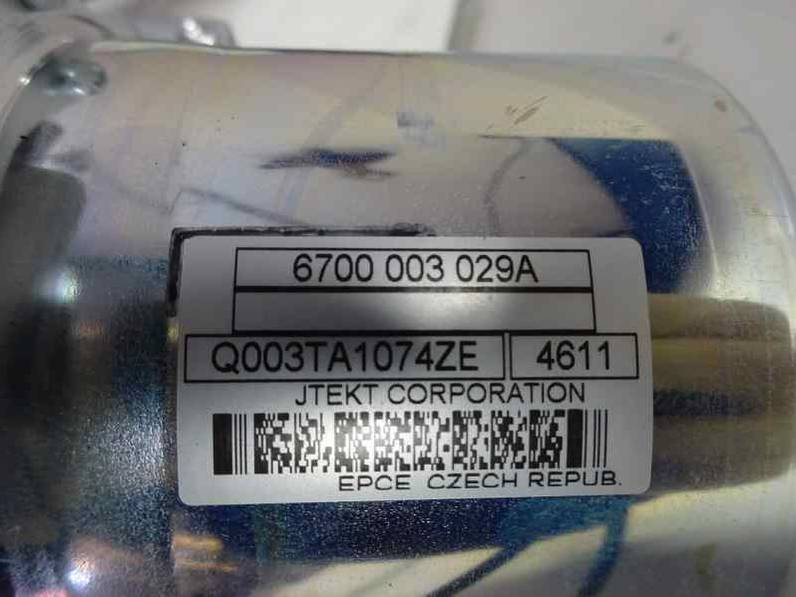 6700 003 029A
Q003TA1074ZE 4611
JTEKT CORPORATION
EPCE CZECH REPUB.